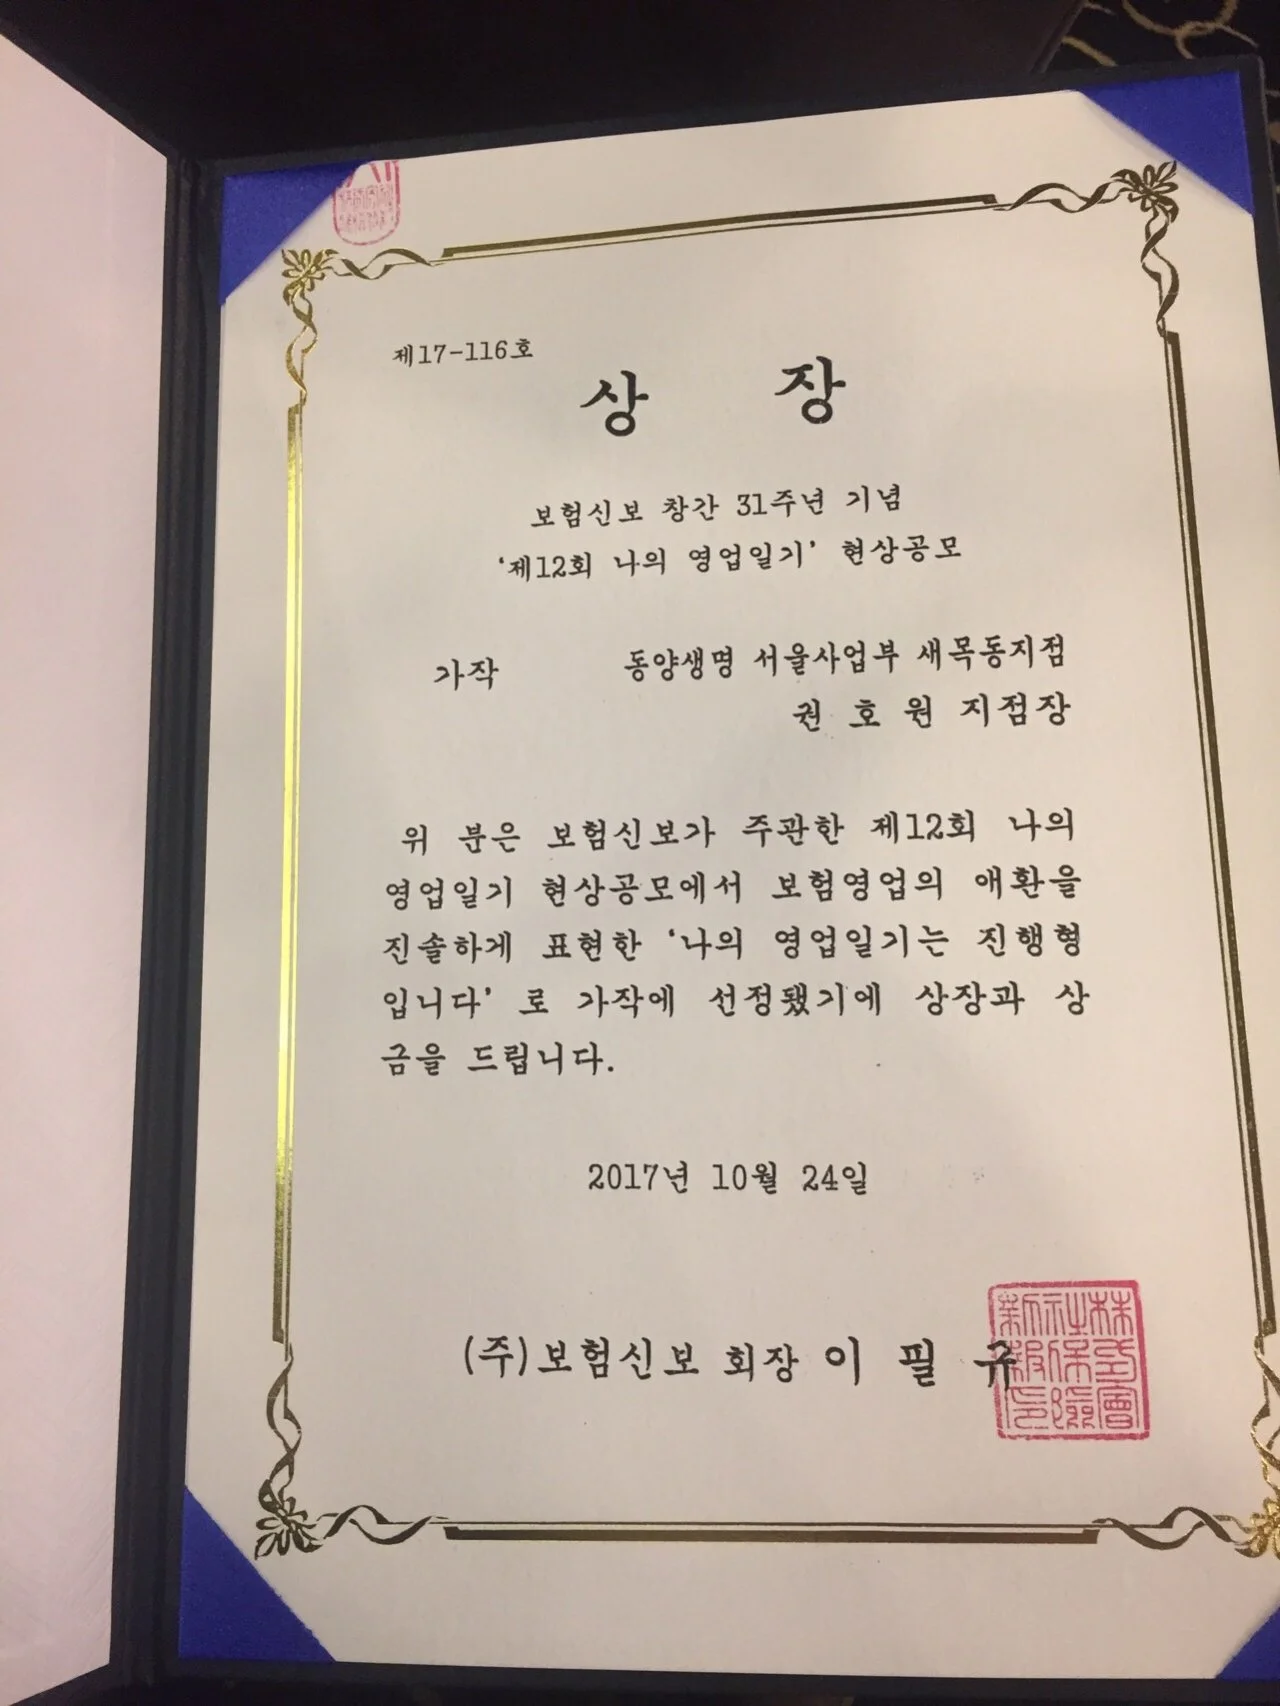 제17-116호
상 장
보험신보 창간 31주년 기념
‘제12회 나의 영업일기’ 현상공모
가작 동양생명 서울사업부 새목동지점
권 호 원 지점장
위 분은 보험신보가 주관한 제12회 나의
영업일기 현상공모에서 보험영업의 애환을
진솔하게 표현한 ‘나의 영업일기는 진행형
입니다’ 로 가작에 선정됐기에 상장과 상
금을 드립니다.
2017년 10월 24일
(주)보험신보 회장 이 필 규